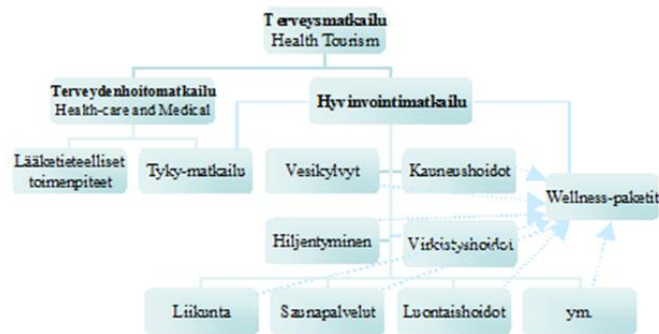 Terveysmatkailu
Health Tourism
Terveydenhoitomatkailu
Health-care and Medical
Hyvinvointimatkailu
Lääketieteelliset
toimenpiteet
Tyky-matkailu
Vesikylvyt
Kauneushoidot
Wellness-paketit
Hiljentyminen
Virkistyshoidot
Liikunta
Saunapalvelut
Luontaishoidot
ym.